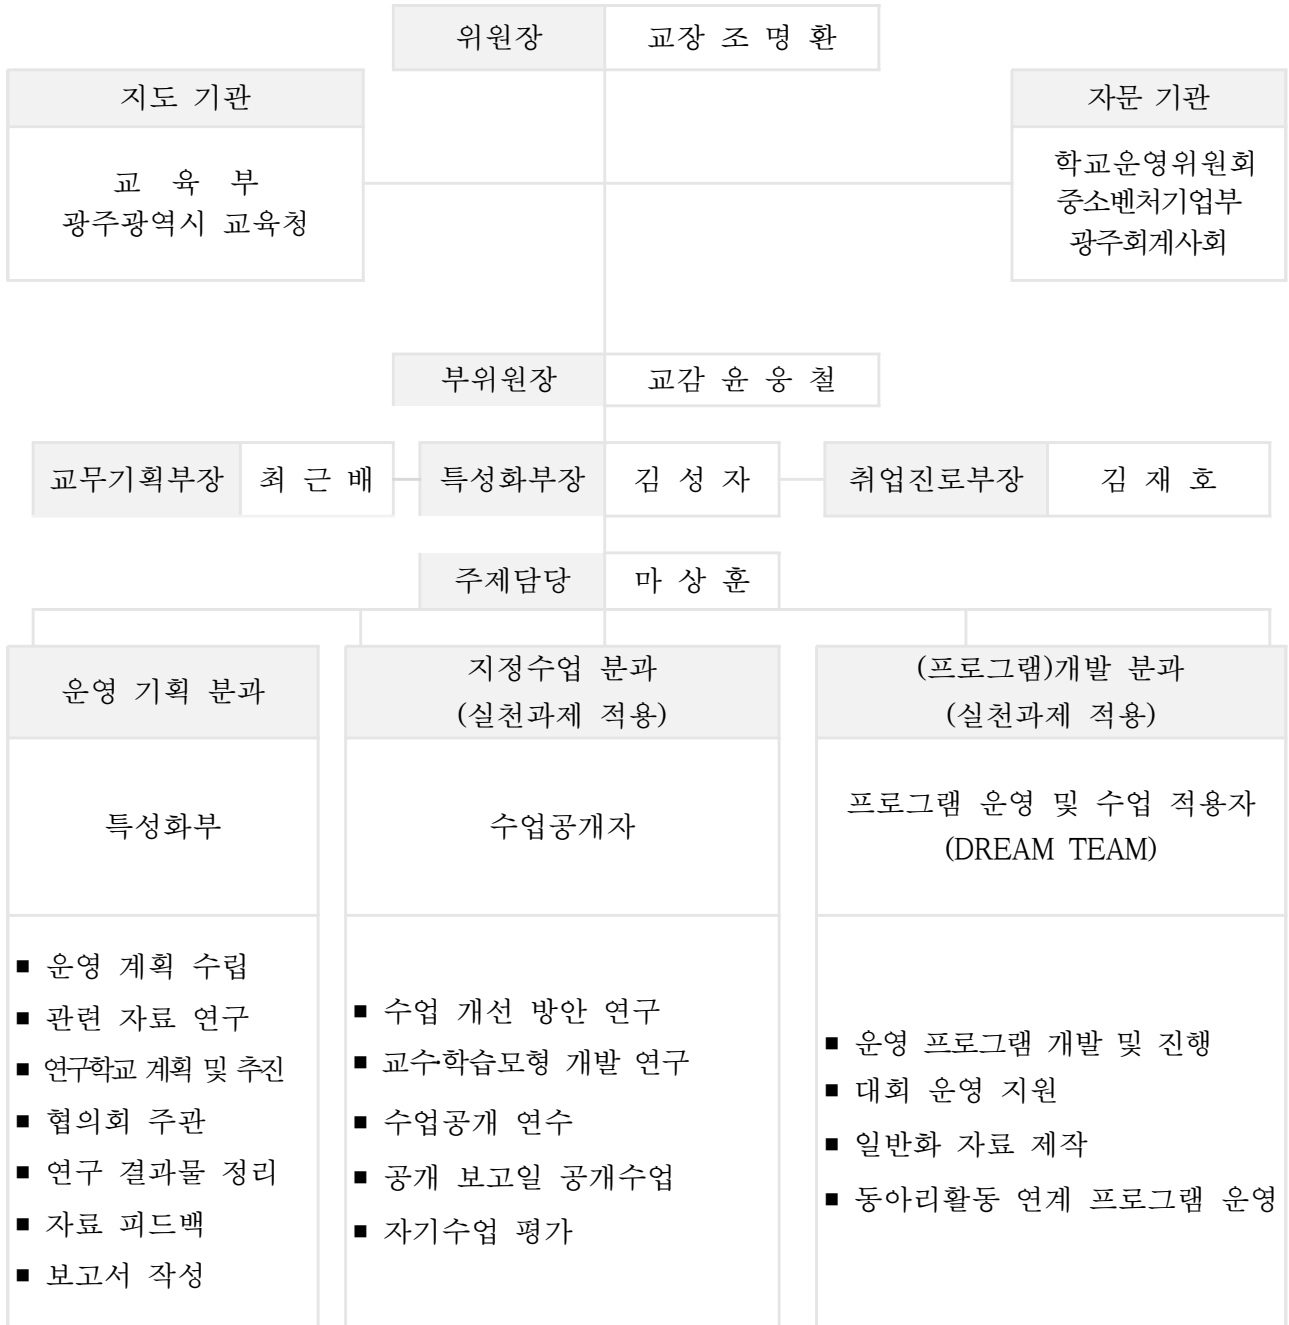 위원장
교장 조 명 환
지도 기관
교 육 부
광주광역시 교육청
자문 기관
학교운영위원회
중소벤처기업부
광주회계사회
부위원장
교감 윤 웅 철
교무기획부장
최 근 배
특성화부장
김 성 자
취업진로부장
김 재 호
주제담당
마 상 훈
운영 기획 분과
특성화부
■ 운영 계획 수립
■ 관련 자료 연구
■ 연구학교 계획 및 추진
■ 협의회 주관
■ 연구 결과물 정리
■ 자료 피드백
■ 보고서 작성
지정수업 분과
(실천과제 적용)
수업공개자
■ 수업 개선 방안 연구
■ 교수·학습모형 개발 연구
■ 수업공개 연수
■ 공개 보고일 공개수업
■ 자기수업 평가
(프로그램)개발 분과
(실천과제 적용)
프로그램 운영 및 수업 적용자
(DREAM TEAM)
■ 운영 프로그램 개발 및 진행
■ 대회 운영 지원
■ 일반화 자료 제작
■ 동아리활동 연계 프로그램 운영